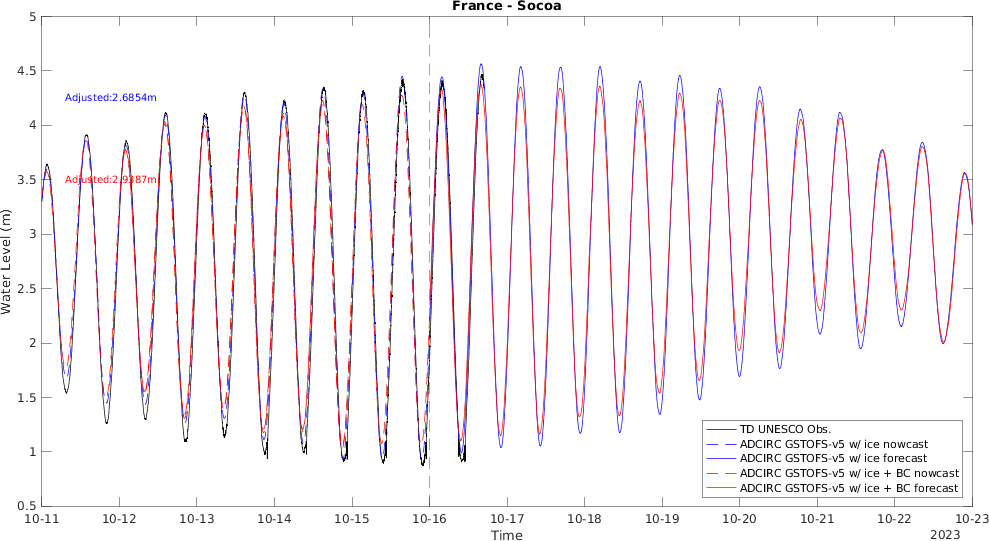 France - Socoa
5
4.5
4
3.5
3
2.5
2
1.5
1
0.5
Water Level (m)
Adjusted:2.6854m
Adjusted:2.9387m
TD UNESCO Obs.
ADCIRC GSTOFS-v5 w/ ice nowcast
ADCIRC GSTOFS-v5 w/ ice forecast
ADCIRC GSTOFS-v5 w/ ice + BC nowcast
ADCIRC GSTOFS-v5 w/ ice + BC forecast
10-11 10-12 10-13 10-14 10-15 10-16 10-17 10-18 10-19 10-20 10-21 10-22 10-23
Time
2023